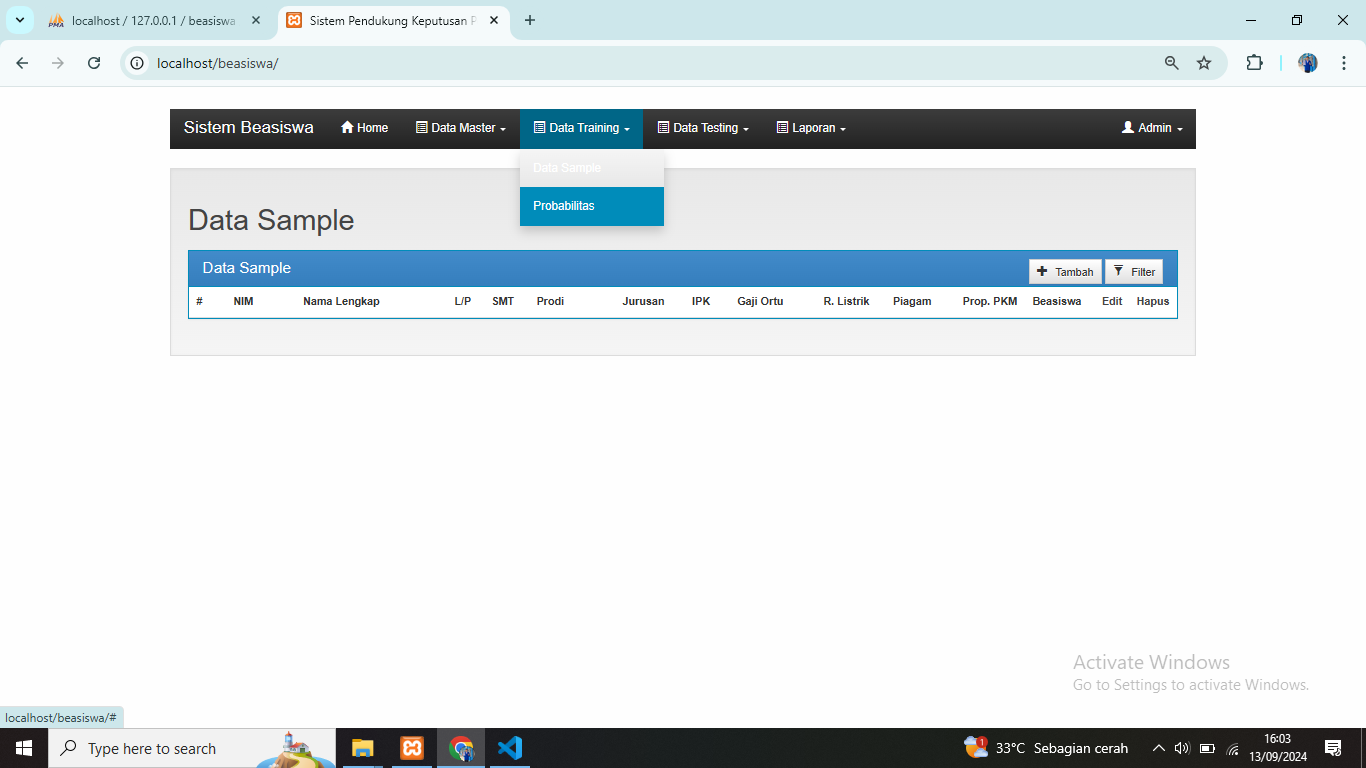 localhost / 127.0.0.1 / beasiswa
Sistem Pendukung Keputusan P
localhost/beasiswa/
Sistem Beasiswa Home Data Master Data Training Data Testing Laporan Admin
Data Sample
Probabilitas
Data Sample
Data Sample Tambah Filter
# NIM Nama Lengkap L/P SMT Prodi Jurusan IPK Gaji Ortu R. Listrik Piagam Prop. PKM Beasiswa Edit Hapus
Activate Windows
Go to Settings to activate Windows.
localhost/beasiswa/#
Type here to search
1
33°C Sebagian cerah
16:03
13/09/2024